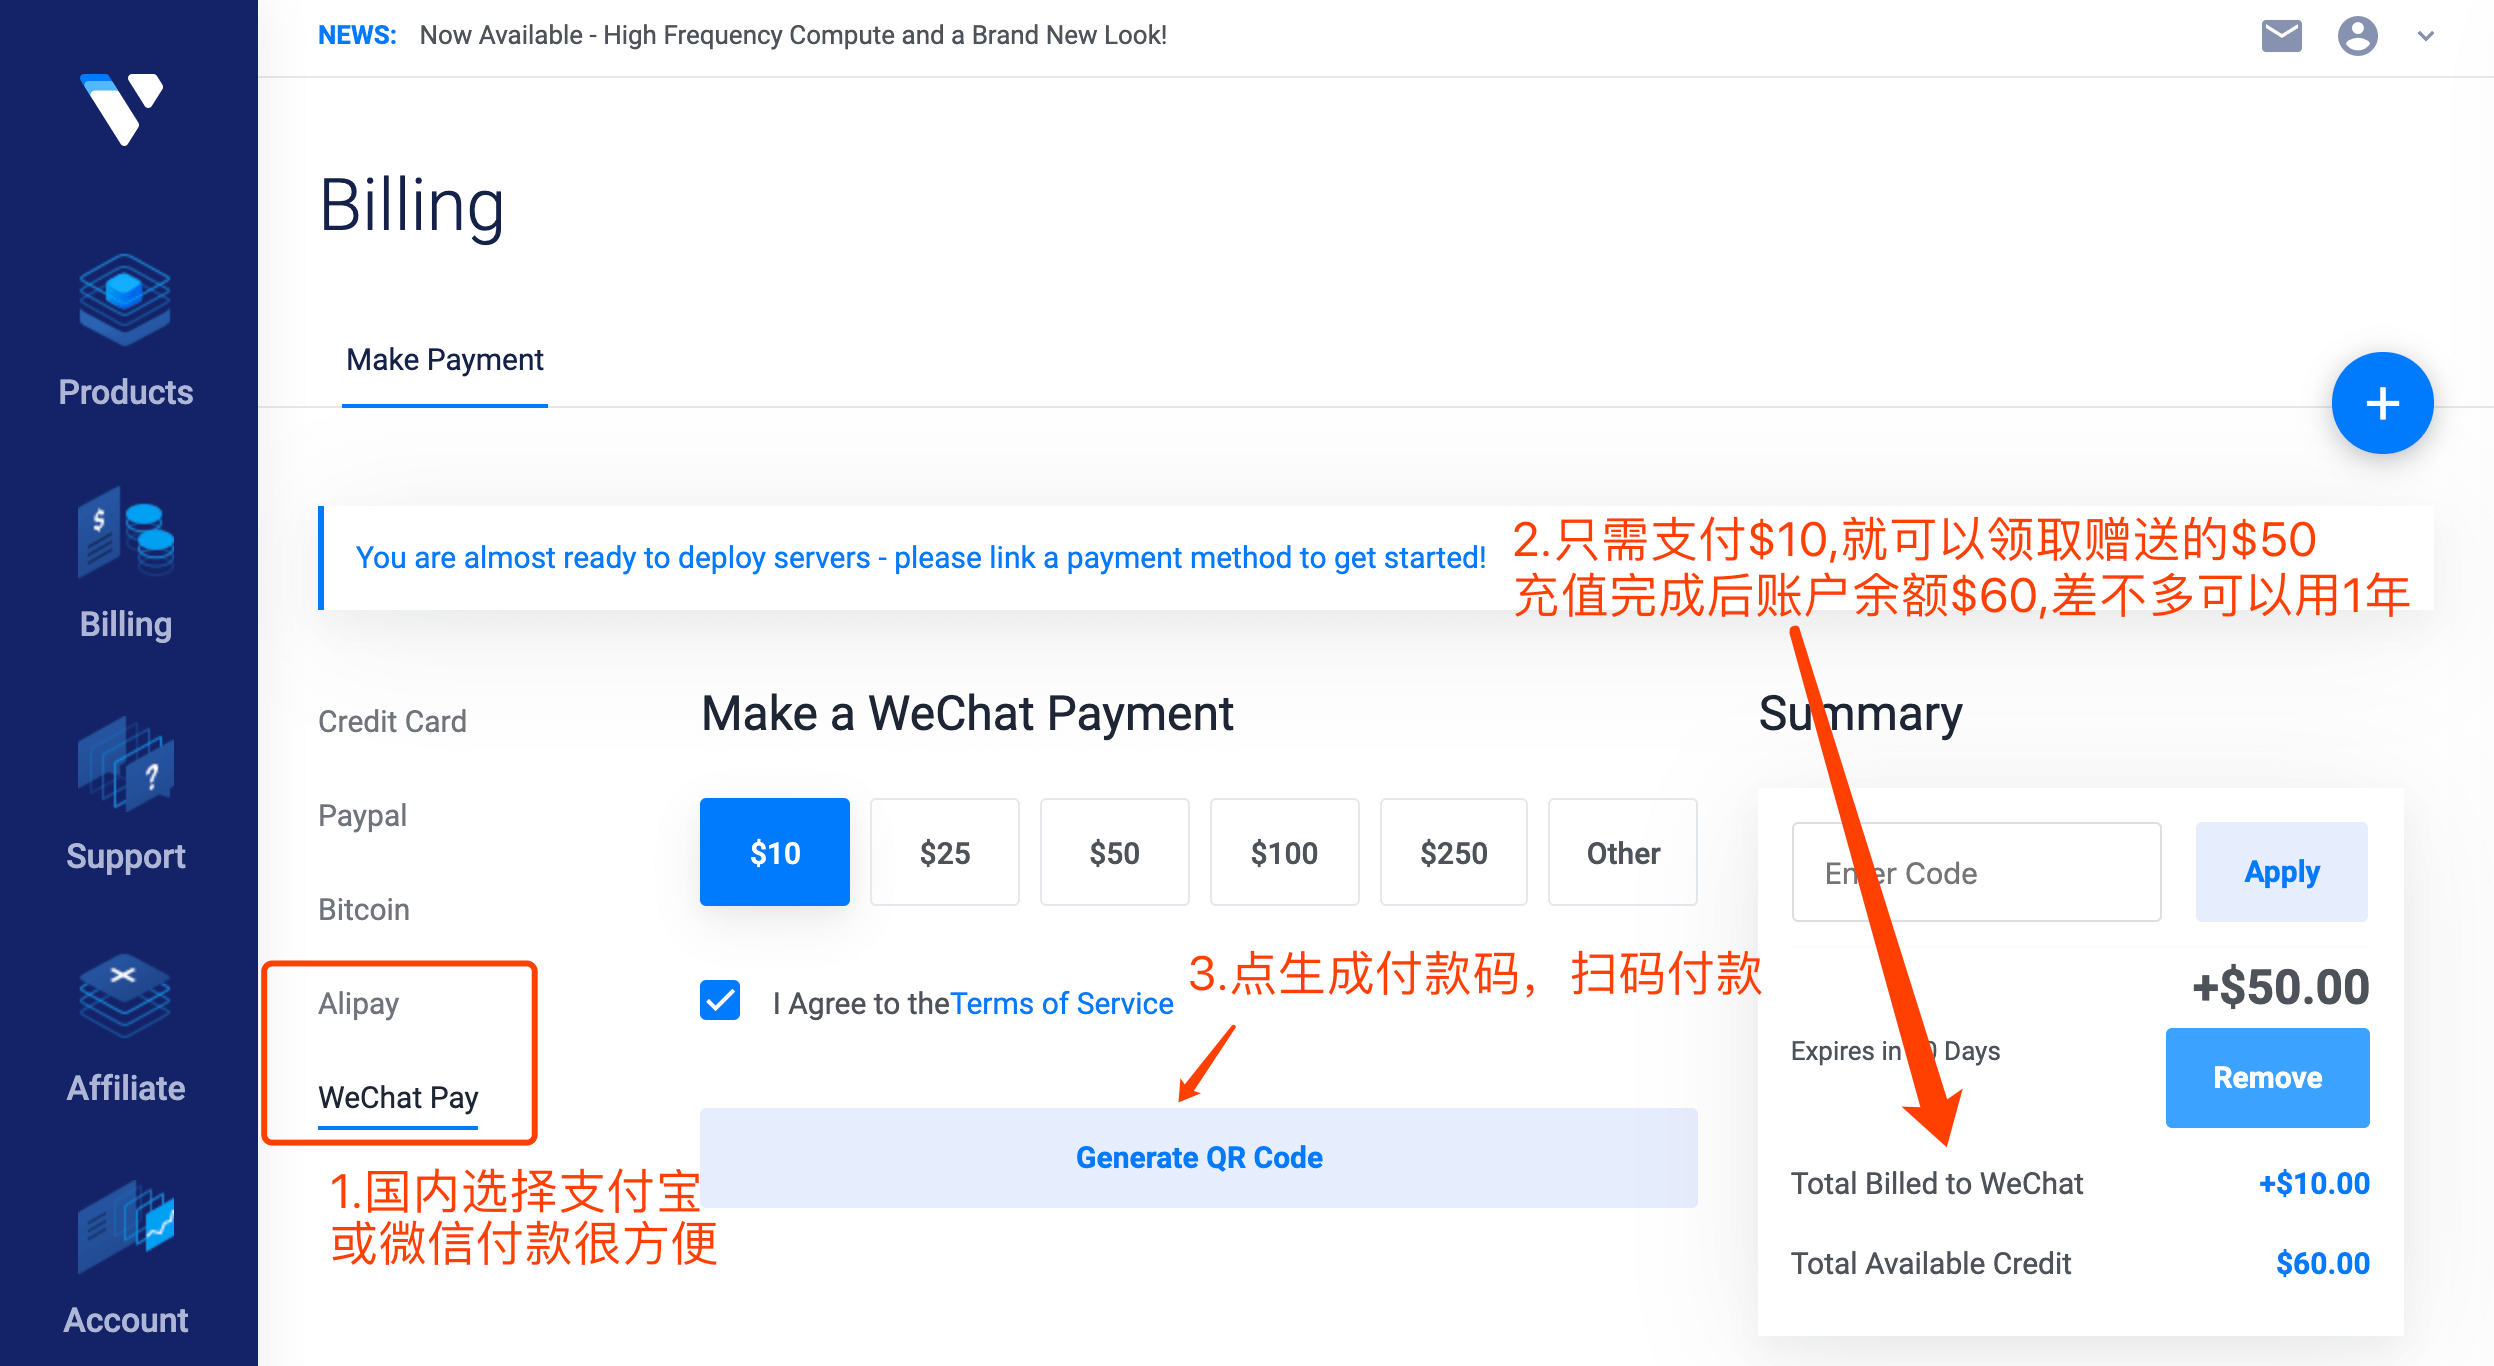 NEWS: Now Available - High Frequency Compute and a Brand New Look!
Billing
Make Payment
Products
Billing
Support
Affiliate
Account
You are almost ready to deploy servers - please link a payment method to get started!
2.只需支付$10,就可以领取赠送的$50
充值完成后账户余额$60,差不多可以用1年
Credit Card
Paypal
Bitcoin
Alipay
WeChat Pay
1.国内选择支付宝
或微信付款很方便
Make a WeChat Payment
$10
$25
$50
$100
$250
Other
I Agree to theTerms of Service
3.点生成付款码，扫码付款
Generate QR Code
Summary
Enter Code
Apply
+$50.00
Expires in Days
Remove
Total Billed to WeChat +$10.00
Total Available Credit $60.00